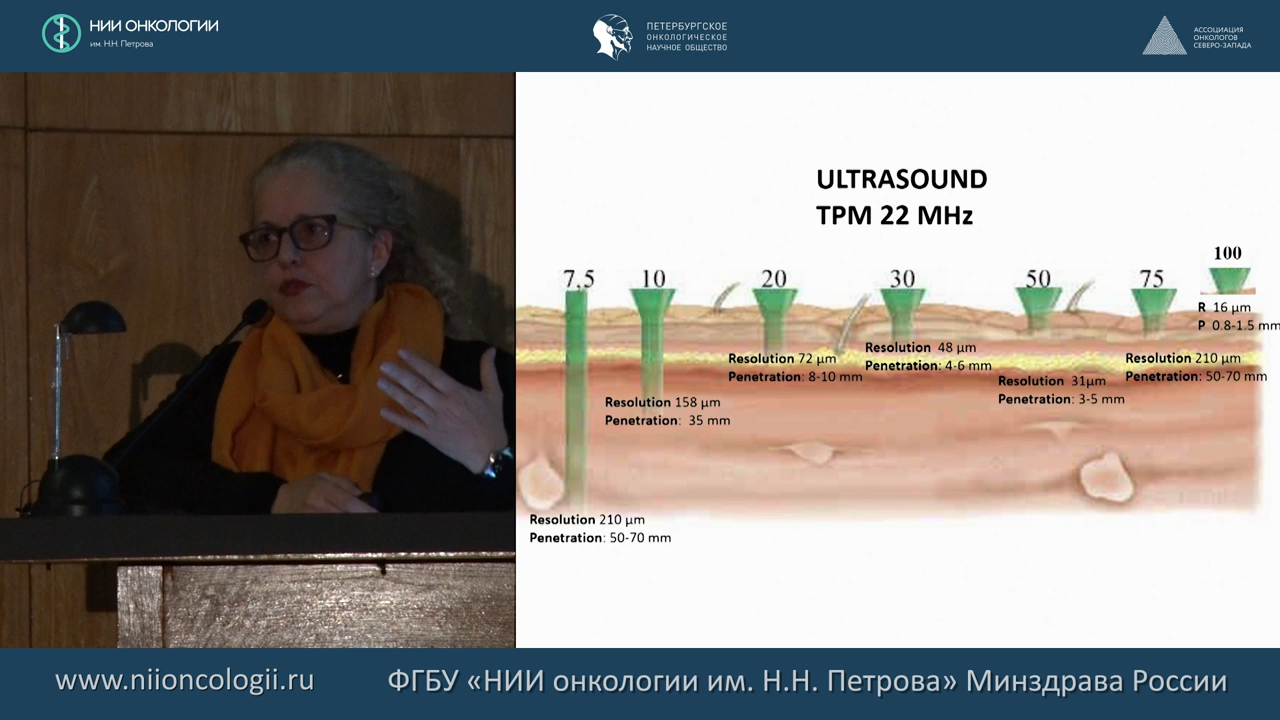 НИИ ОНКОЛОГИИ
им. Н.Н. Петрова
ПЕТЕРБУРГСКОЕ
ОНКОЛОГИЧЕСКОЕ
НАУЧНОЕ ОБЩЕСТВО
АССОЦИАЦИЯ
ОНКОЛОГОВ
СЕВЕРО-ЗАПАДА
ULTRASOUND
TPM 22 MHz
7,5
10
20
30
50
75
100
R 16 µm
P 0.8-1.5 mm
Resolution 48 µm
Penetration: 4-6 mm
Resolution 72 µm
Penetration: 8-10 mm
Resolution 210 µm
Penetration: 50-70 mm
Resolution 31µm
Penetration: 3-5 mm
Resolution 158 µm
Penetration: 35 mm
Resolution 210 µm
Penetration: 50-70 mm
www.niioncologii.ru
ФГБУ «НИИ онкологии им. Н.Н. Петрова» Минздрава России